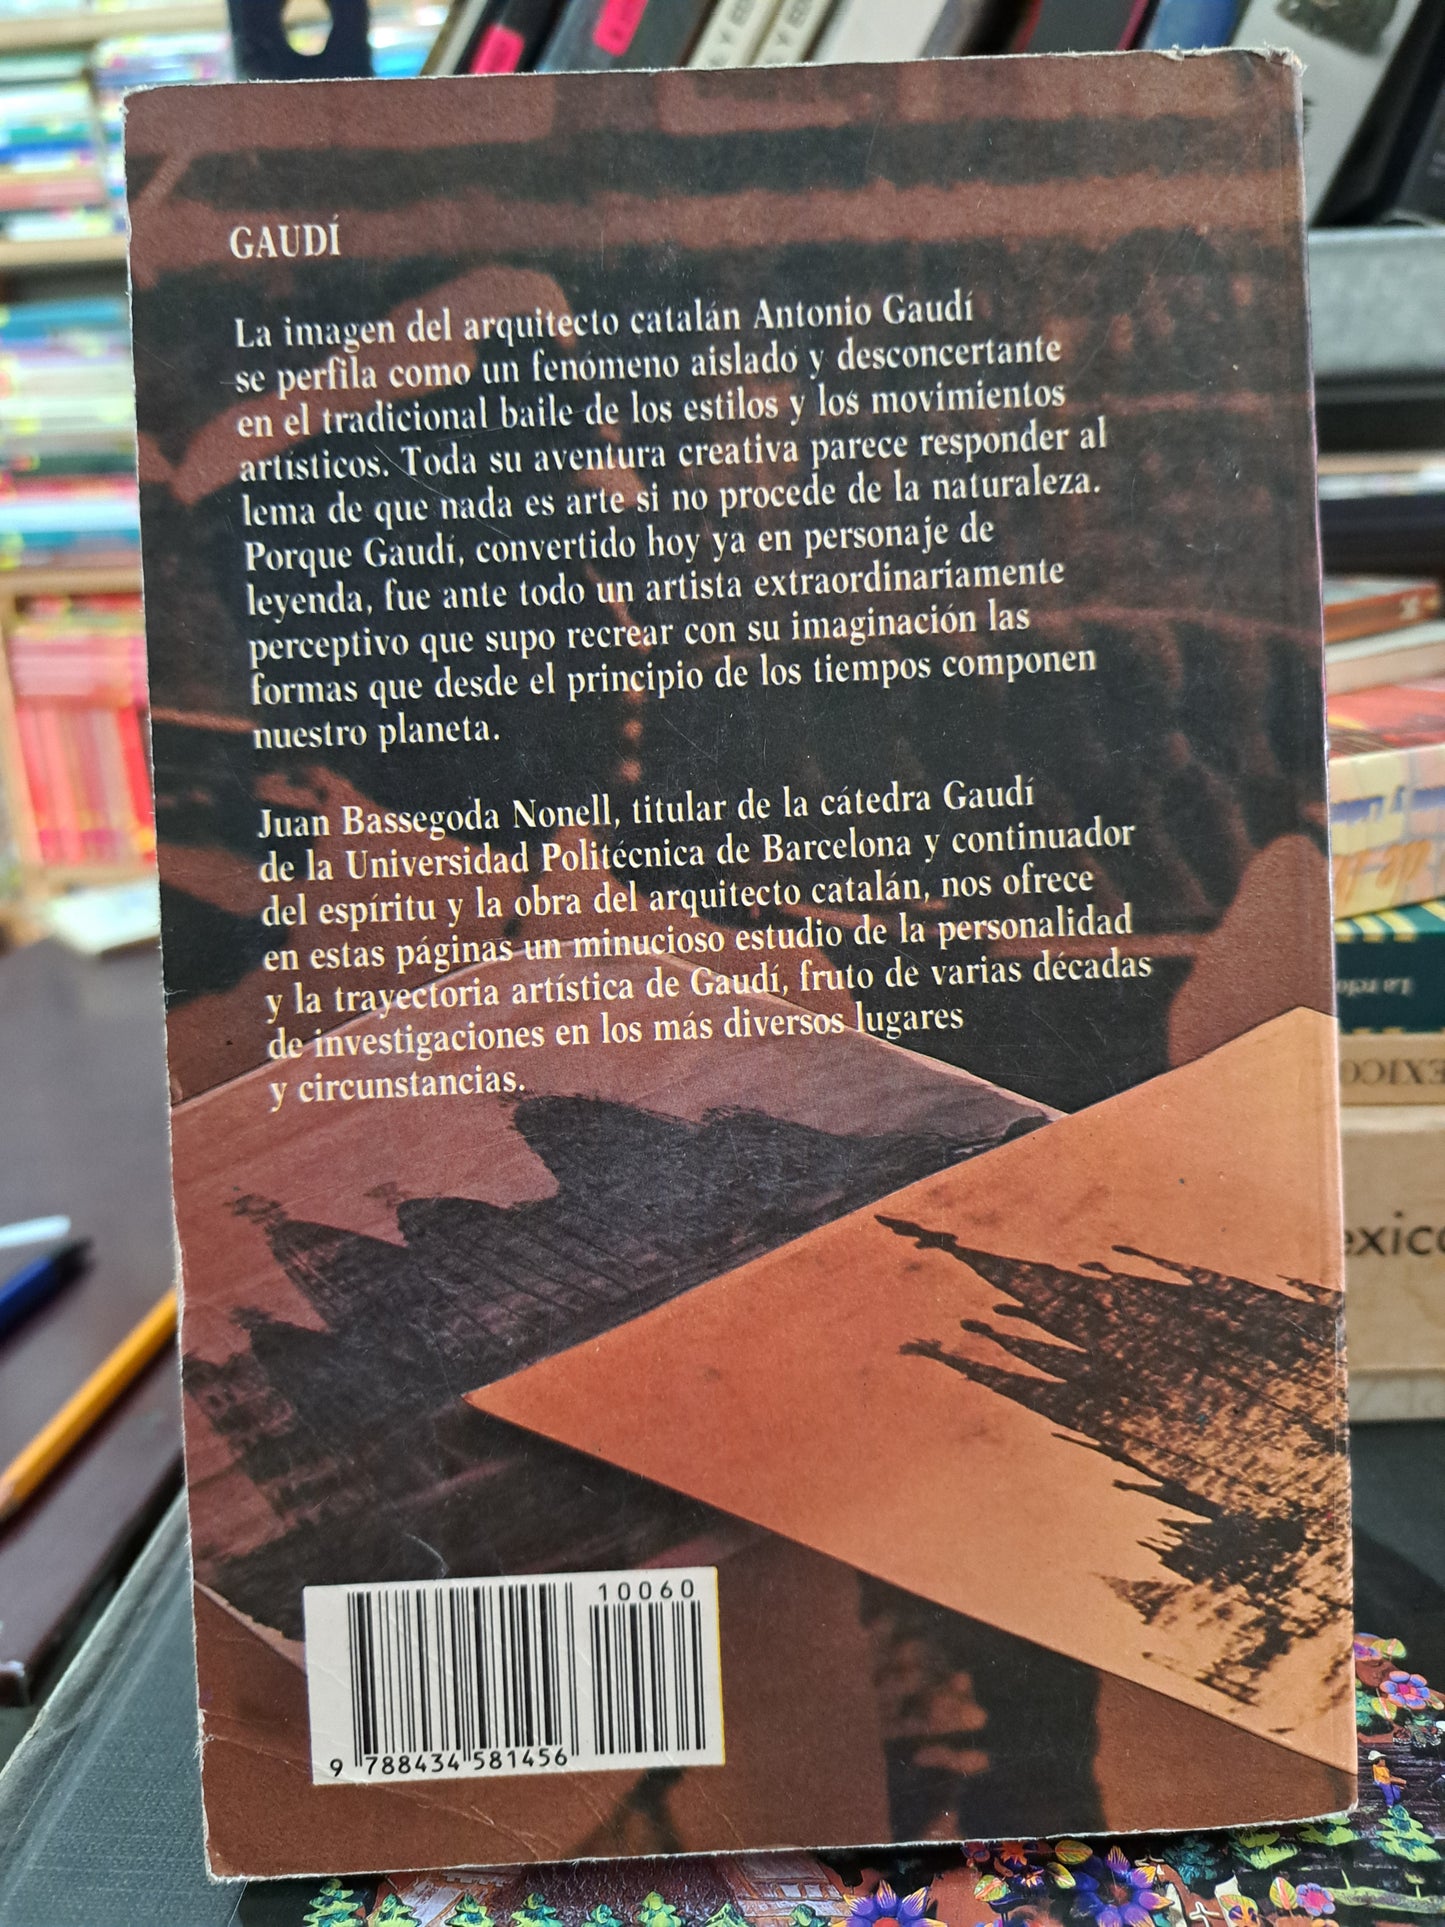 GAUDÍ
La imagen del arquitecto catalán Antonio Gaudí
se perfila como un fenómeno aislado y desconcertante
en el tradicional baile de los estilos y los movimientos
artísticos. Toda su aventura creativa parece responder al
lema de que nada es arte si no procede de la naturaleza.
Porque Gaudí, convertido hoy ya en personaje de
leyenda, fue ante todo un artista extraordinariamente
perceptivo que supo recrear con su imaginación las
formas que desde el principio de los tiempos componen
nuestro planeta.
Juan Bassegoda Nonell, titular de la cátedra Gaudí
de la Universidad Politécnica de Barcelona y continuador
del espíritu y la obra del arquitecto catalán, nos ofrece
en estas páginas un minucioso estudio de la personalidad
y la trayectoria artística de Gaudí, fruto de varias décadas
de investigaciones en los más diversos lugares
y circunstancias.
10060
9 788434 581456